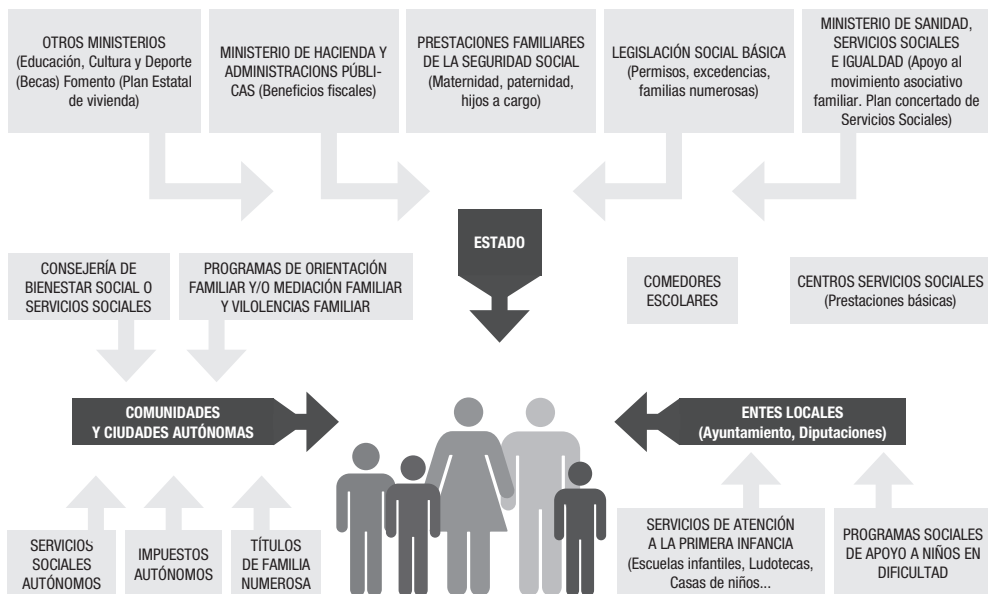 OTROS MINISTERIOS
(Educación, Cultura y Deporte
(Becas) Fomento (Plan Estatal
de vivienda)
MINISTERIO DE HACIENDA Y
ADMINISTRACIONS PÚBLI-
CAS (Beneficios fiscales)
PRESTACIONES FAMILIARES
DE LA SEGURIDAD SOCIAL
(Maternidad, paternidad,
hijos a cargo)
LEGISLACIÓN SOCIAL BÁSICA
(Permisos, excedencias,
familias numerosas)
MINISTERIO DE SANIDAD,
SERVICIOS SOCIALES
E IGUALDAD (Apoyo al
movimiento asociativo
familiar. Plan concertado de
Servicios Sociales)
ESTADO
CONSEJERÍA DE
BIENESTAR SOCIAL O
SERVICIOS SOCIALES
PROGRAMAS DE ORIENTACIÓN
FAMILIAR Y/O MEDIACIÓN FAMILIAR
Y VILOLENCIAS FAMILIAR
COMEDORES
ESCOLARES
CENTROS SERVICIOS SOCIALES
(Prestaciones básicas)
COMUNIDADES
Y CIUDADES AUTÓNOMAS
ENTES LOCALES
(Ayuntamiento, Diputaciones)
SERVICIOS
SOCIALES
AUTÓNOMOS
IMPUESTOS
AUTÓNOMOS
TÍTULOS
DE FAMILIA
NUMEROSA
SERVICIOS DE ATENCIÓN
A LA PRIMERA INFANCIA
(Escuelas infantiles, Ludotecas,
Casas de niños...
PROGRAMAS SOCIALES
DE APOYO A NIÑOS EN
DIFICULTAD